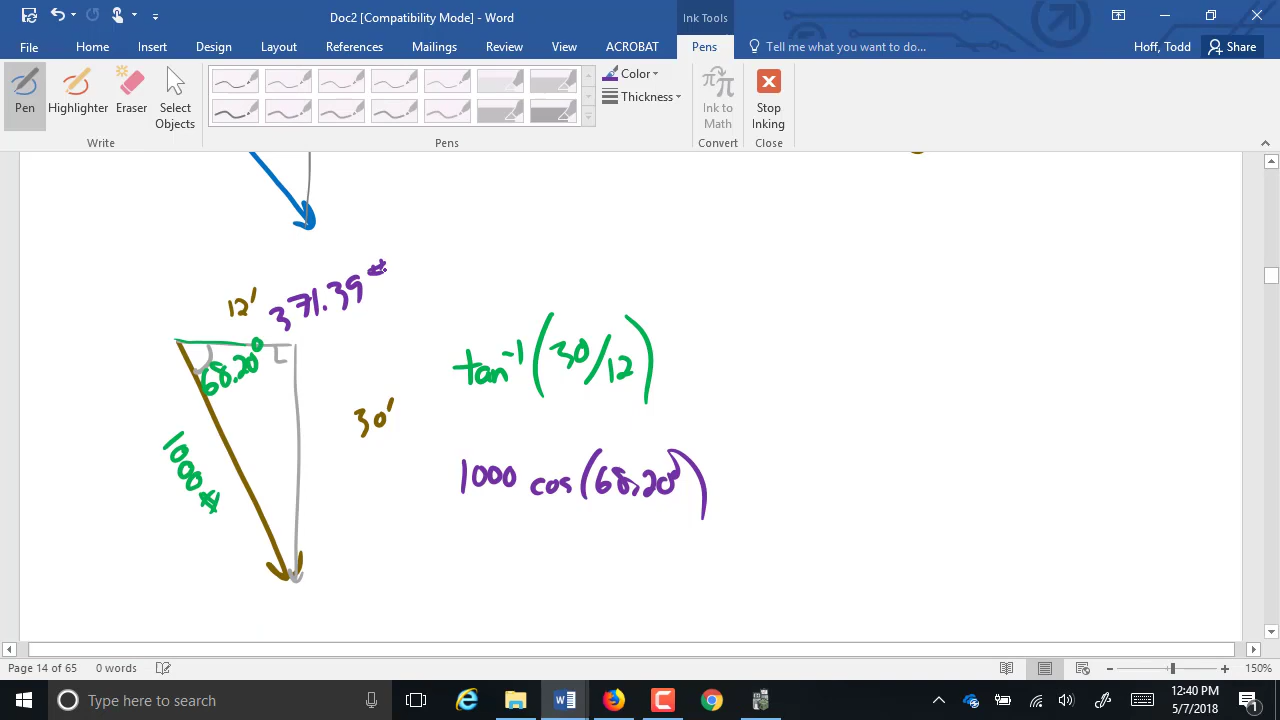 Doc2 [Compatibility Mode] - Word
Ink Tools
File Home Insert Design Layout References Mailings Review View ACROBAT Pens Tell me what you want to do... Hoff, Todd Share
Pen Highlighter Eraser Select Objects
Color
Thickness
Ink to Math
Stop Inking
Write Pens Convert Close
12' 371.39#
68.20°
30'
1000#
tan⁻¹(30/12)
1000 cos(68.20°)
Page 14 of 65 0 words 150%
Type here to search
12:40 PM
5/7/2018
1